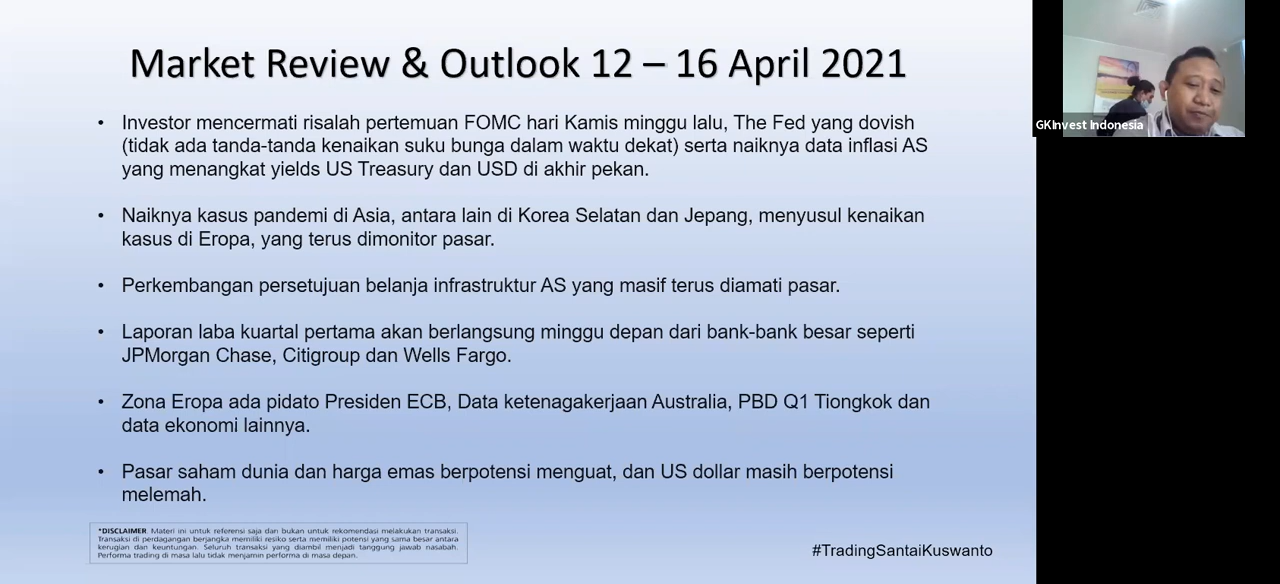 Market Review & Outlook 12 – 16 April 2021
• Investor mencermati risalah pertemuan FOMC hari Kamis minggu lalu, The Fed yang dovish
(tidak ada tanda-tanda kenaikan suku bunga dalam waktu dekat) serta naiknya data inflasi AS
yang menangkat yields US Treasury dan USD di akhir pekan.
• Naiknya kasus pandemi di Asia, antara lain di Korea Selatan dan Jepang, menyusul kenaikan
kasus di Eropa, yang terus dimonitor pasar.
• Perkembangan persetujuan belanja infrastruktur AS yang masif terus diamati pasar.
• Laporan laba kuartal pertama akan berlangsung minggu depan dari bank-bank besar seperti
JPMorgan Chase, Citigroup dan Wells Fargo.
• Zona Eropa ada pidato Presiden ECB, Data ketenagakerjaan Australia, PBD Q1 Tiongkok dan
data ekonomi lainnya.
• Pasar saham dunia dan harga emas berpotensi menguat, dan US dollar masih berpotensi
melemah.
*DISCLAIMER Materi ini untuk referensi saja dan bukan untuk rekomendasi melakukan transaksi.
Transaksi di perdagangan berjangka memiliki resiko serta memiliki potensi yang sama besar antara
kerugian dan keuntungan. Seluruh transaksi yang diambil menjadi tanggung jawab nasabah.
Performa trading di masa lalu tidak menjamin performa di masa depan.
#TradingSantaiKuswanto
GKInvest Indonesia